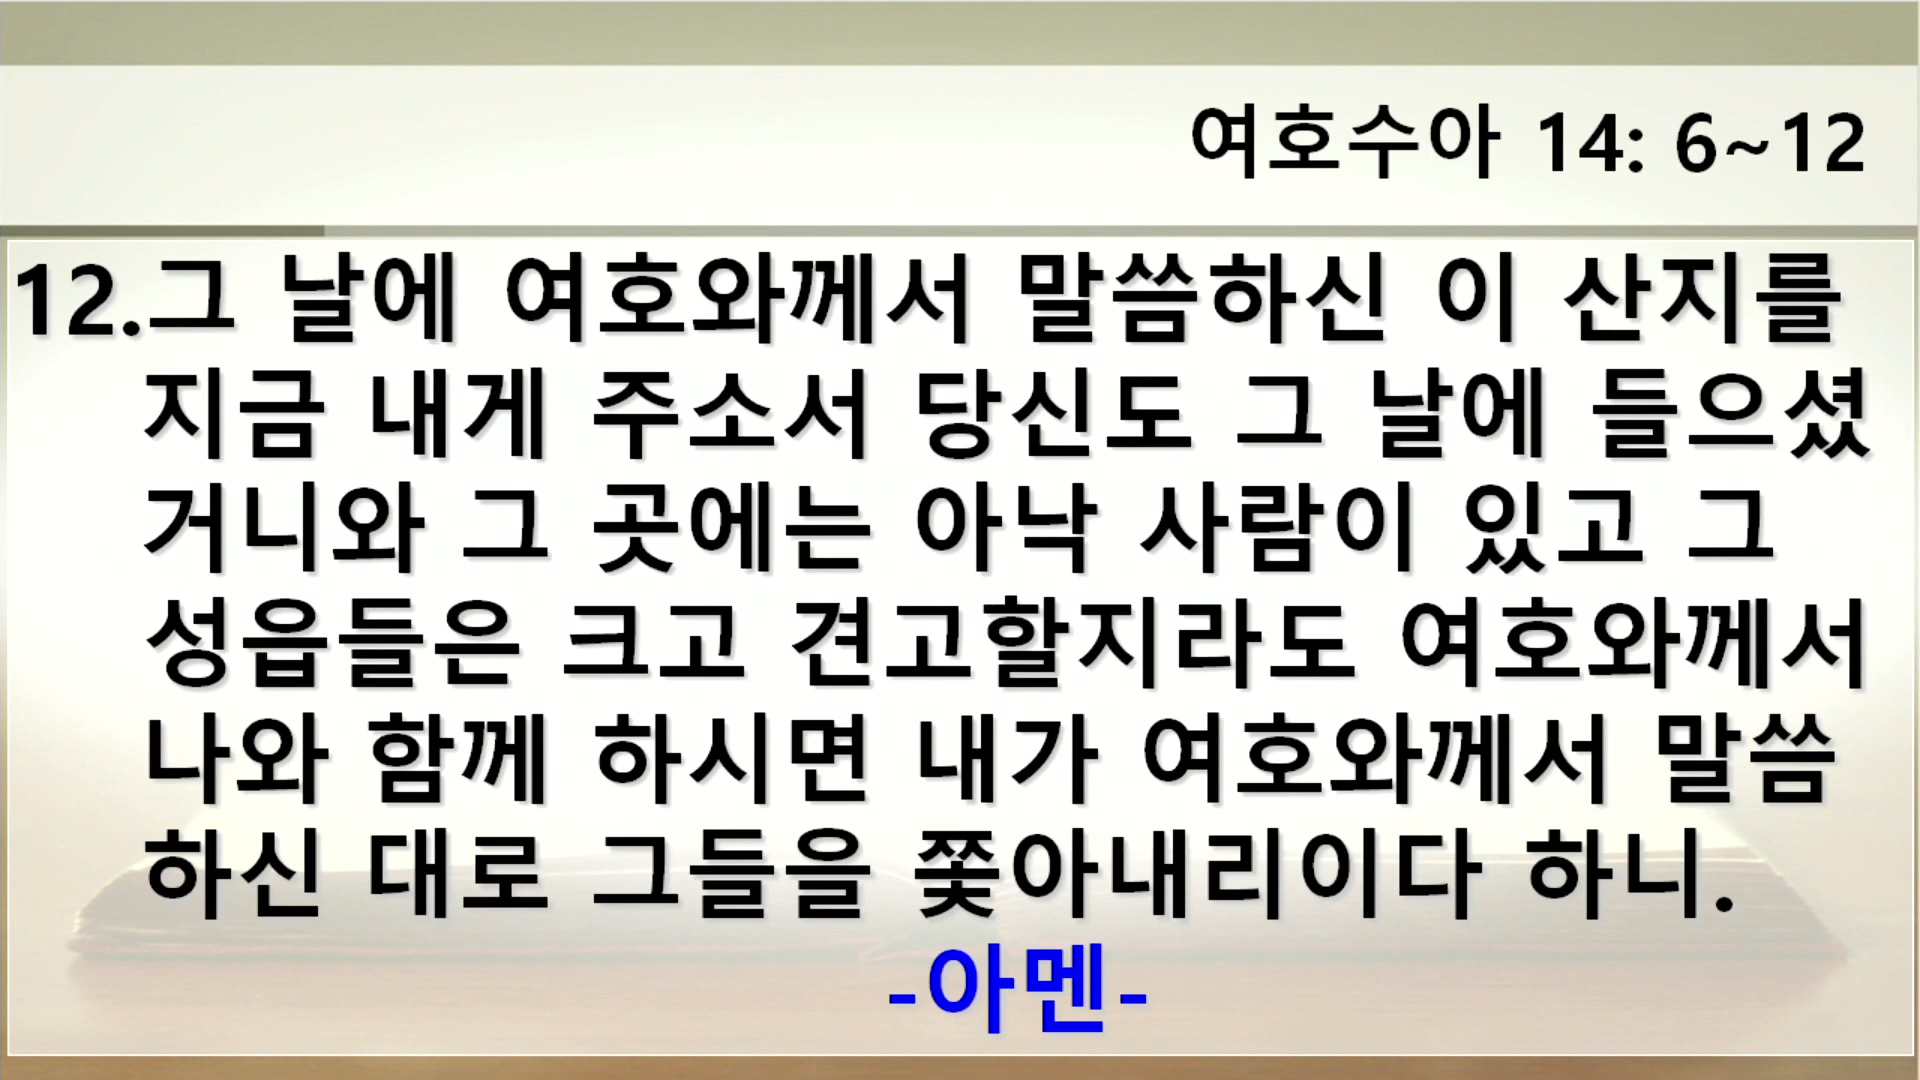 여호수아 14: 6~12
12.그 날에 여호와께서 말씀하신 이 산지를
지금 내게 주소서 당신도 그 날에 들으셨
거니와 그 곳에는 아낙 사람이 있고 그
성읍들은 크고 견고할지라도 여호와께서
나와 함께 하시면 내가 여호와께서 말씀
하신 대로 그들을 쫓아내리이다 하니.
-아멘-